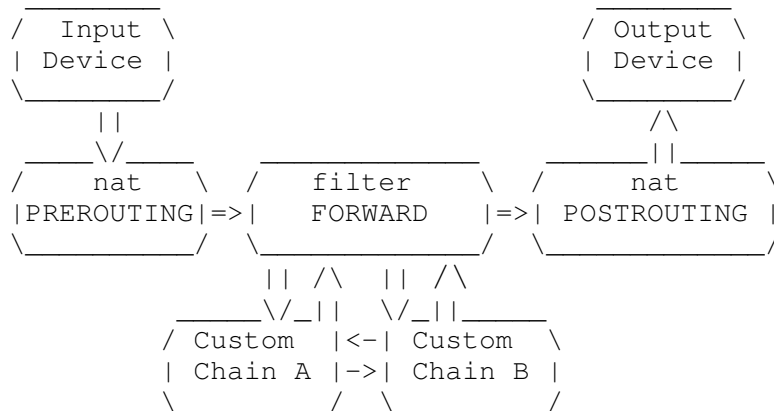 Input Output
Device Device
nat filter nat
PREROUTING FORWARD POSTROUTING
Custom Custom
Chain A Chain B